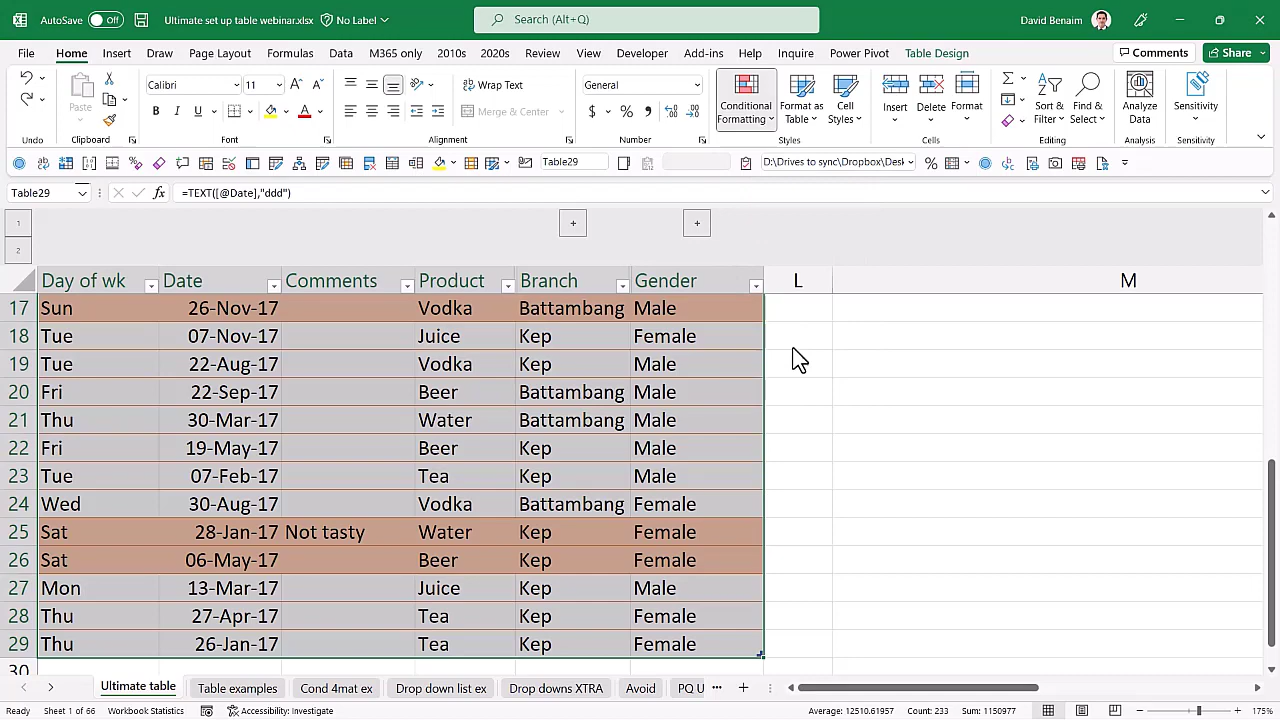 AutoSave Off Ultimate set up table webinar.xlsx No Label Search (Alt+Q) David Benaim
File Home Insert Draw Page Layout Formulas Data M365 only 2010s 2020s Review View Developer Add-ins Help Inquire Power Pivot Table Design Comments Share
Calibri 11 Wrap Text General
Paste Merge & Center Conditional Formatting Format as Table Cell Styles Insert Delete Format Sort & Filter Find & Select Analyze Data Sensitivity
Undo Clipboard Font Alignment Number Styles Cells Editing Analysis Sensitivity
Table29 D:\Drives to sync\Dropbox\Desk
Table29 fx =TEXT([@Date],"ddd")
1 + +
2
Day of wk Date Comments Product Branch Gender L M
17 Sun 26-Nov-17 Vodka Battambang Male
18 Tue 07-Nov-17 Juice Kep Female
19 Tue 22-Aug-17 Vodka Kep Male
20 Fri 22-Sep-17 Beer Battambang Male
21 Thu 30-Mar-17 Water Battambang Male
22 Fri 19-May-17 Beer Kep Male
23 Tue 07-Feb-17 Tea Kep Male
24 Wed 30-Aug-17 Vodka Battambang Female
25 Sat 28-Jan-17 Not tasty Water Kep Female
26 Sat 06-May-17 Beer Kep Female
27 Mon 13-Mar-17 Juice Kep Male
28 Thu 27-Apr-17 Tea Kep Female
29 Thu 26-Jan-17 Tea Kep Female
30
Ultimate table Table examples Cond 4mat ex Drop down list ex Drop downs XTRA Avoid PQ U ...
Ready Sheet 1 of 66 Workbook Statistics Accessibility: Investigate Average: 12510.61957 Count: 233 Sum: 1150977 175%